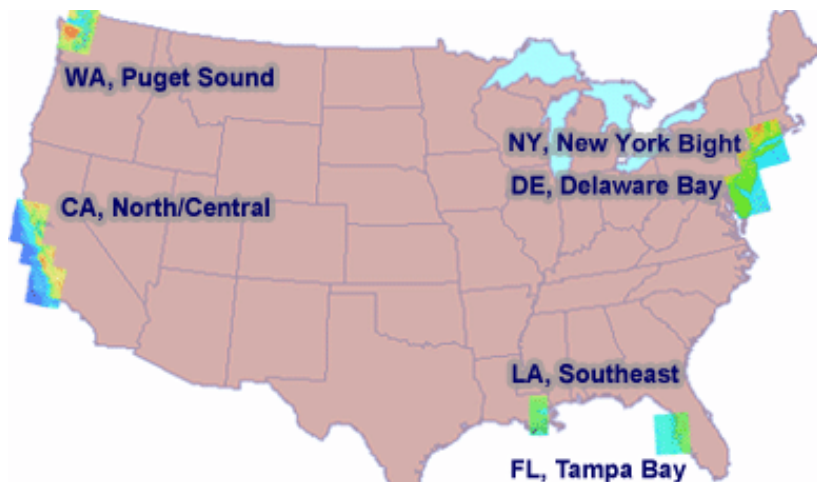 WA, Puget Sound
NY, New York Bight
DE, Delaware Bay
CA, North/Central
LA, Southeast
FL, Tampa Bay